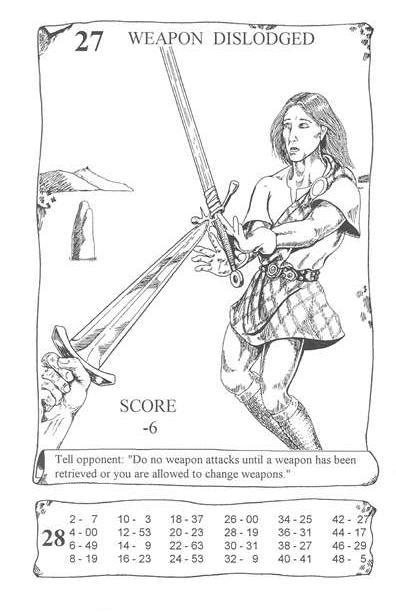 27 WEAPON DISLODGED
SCORE
-6
Tell opponent: "Do no weapon attacks until a weapon has been
retrieved or you are allowed to change weapons."
28
2 - 7 10 - 3 18 - 37 26 - 00 34 - 25 42 - 27
4 - 00 12 - 53 20 - 23 28 - 19 36 - 31 44 - 17
6 - 49 14 - 9 22 - 63 30 - 31 38 - 27 46 - 29
8 - 19 16 - 23 24 - 53 32 - 9 40 - 41 48 - 5